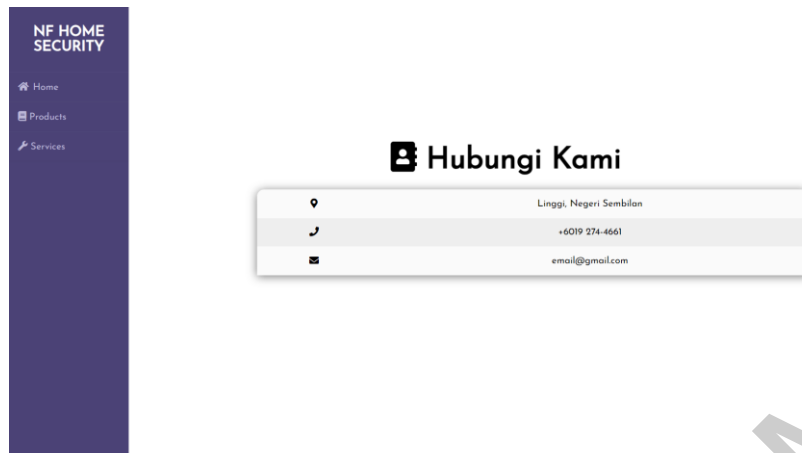 NF HOME
SECURITY
Home
Products
Services
Hubungi Kami
Linggi, Negeri Sembilan
+6019 274-4661
email@gmail.com